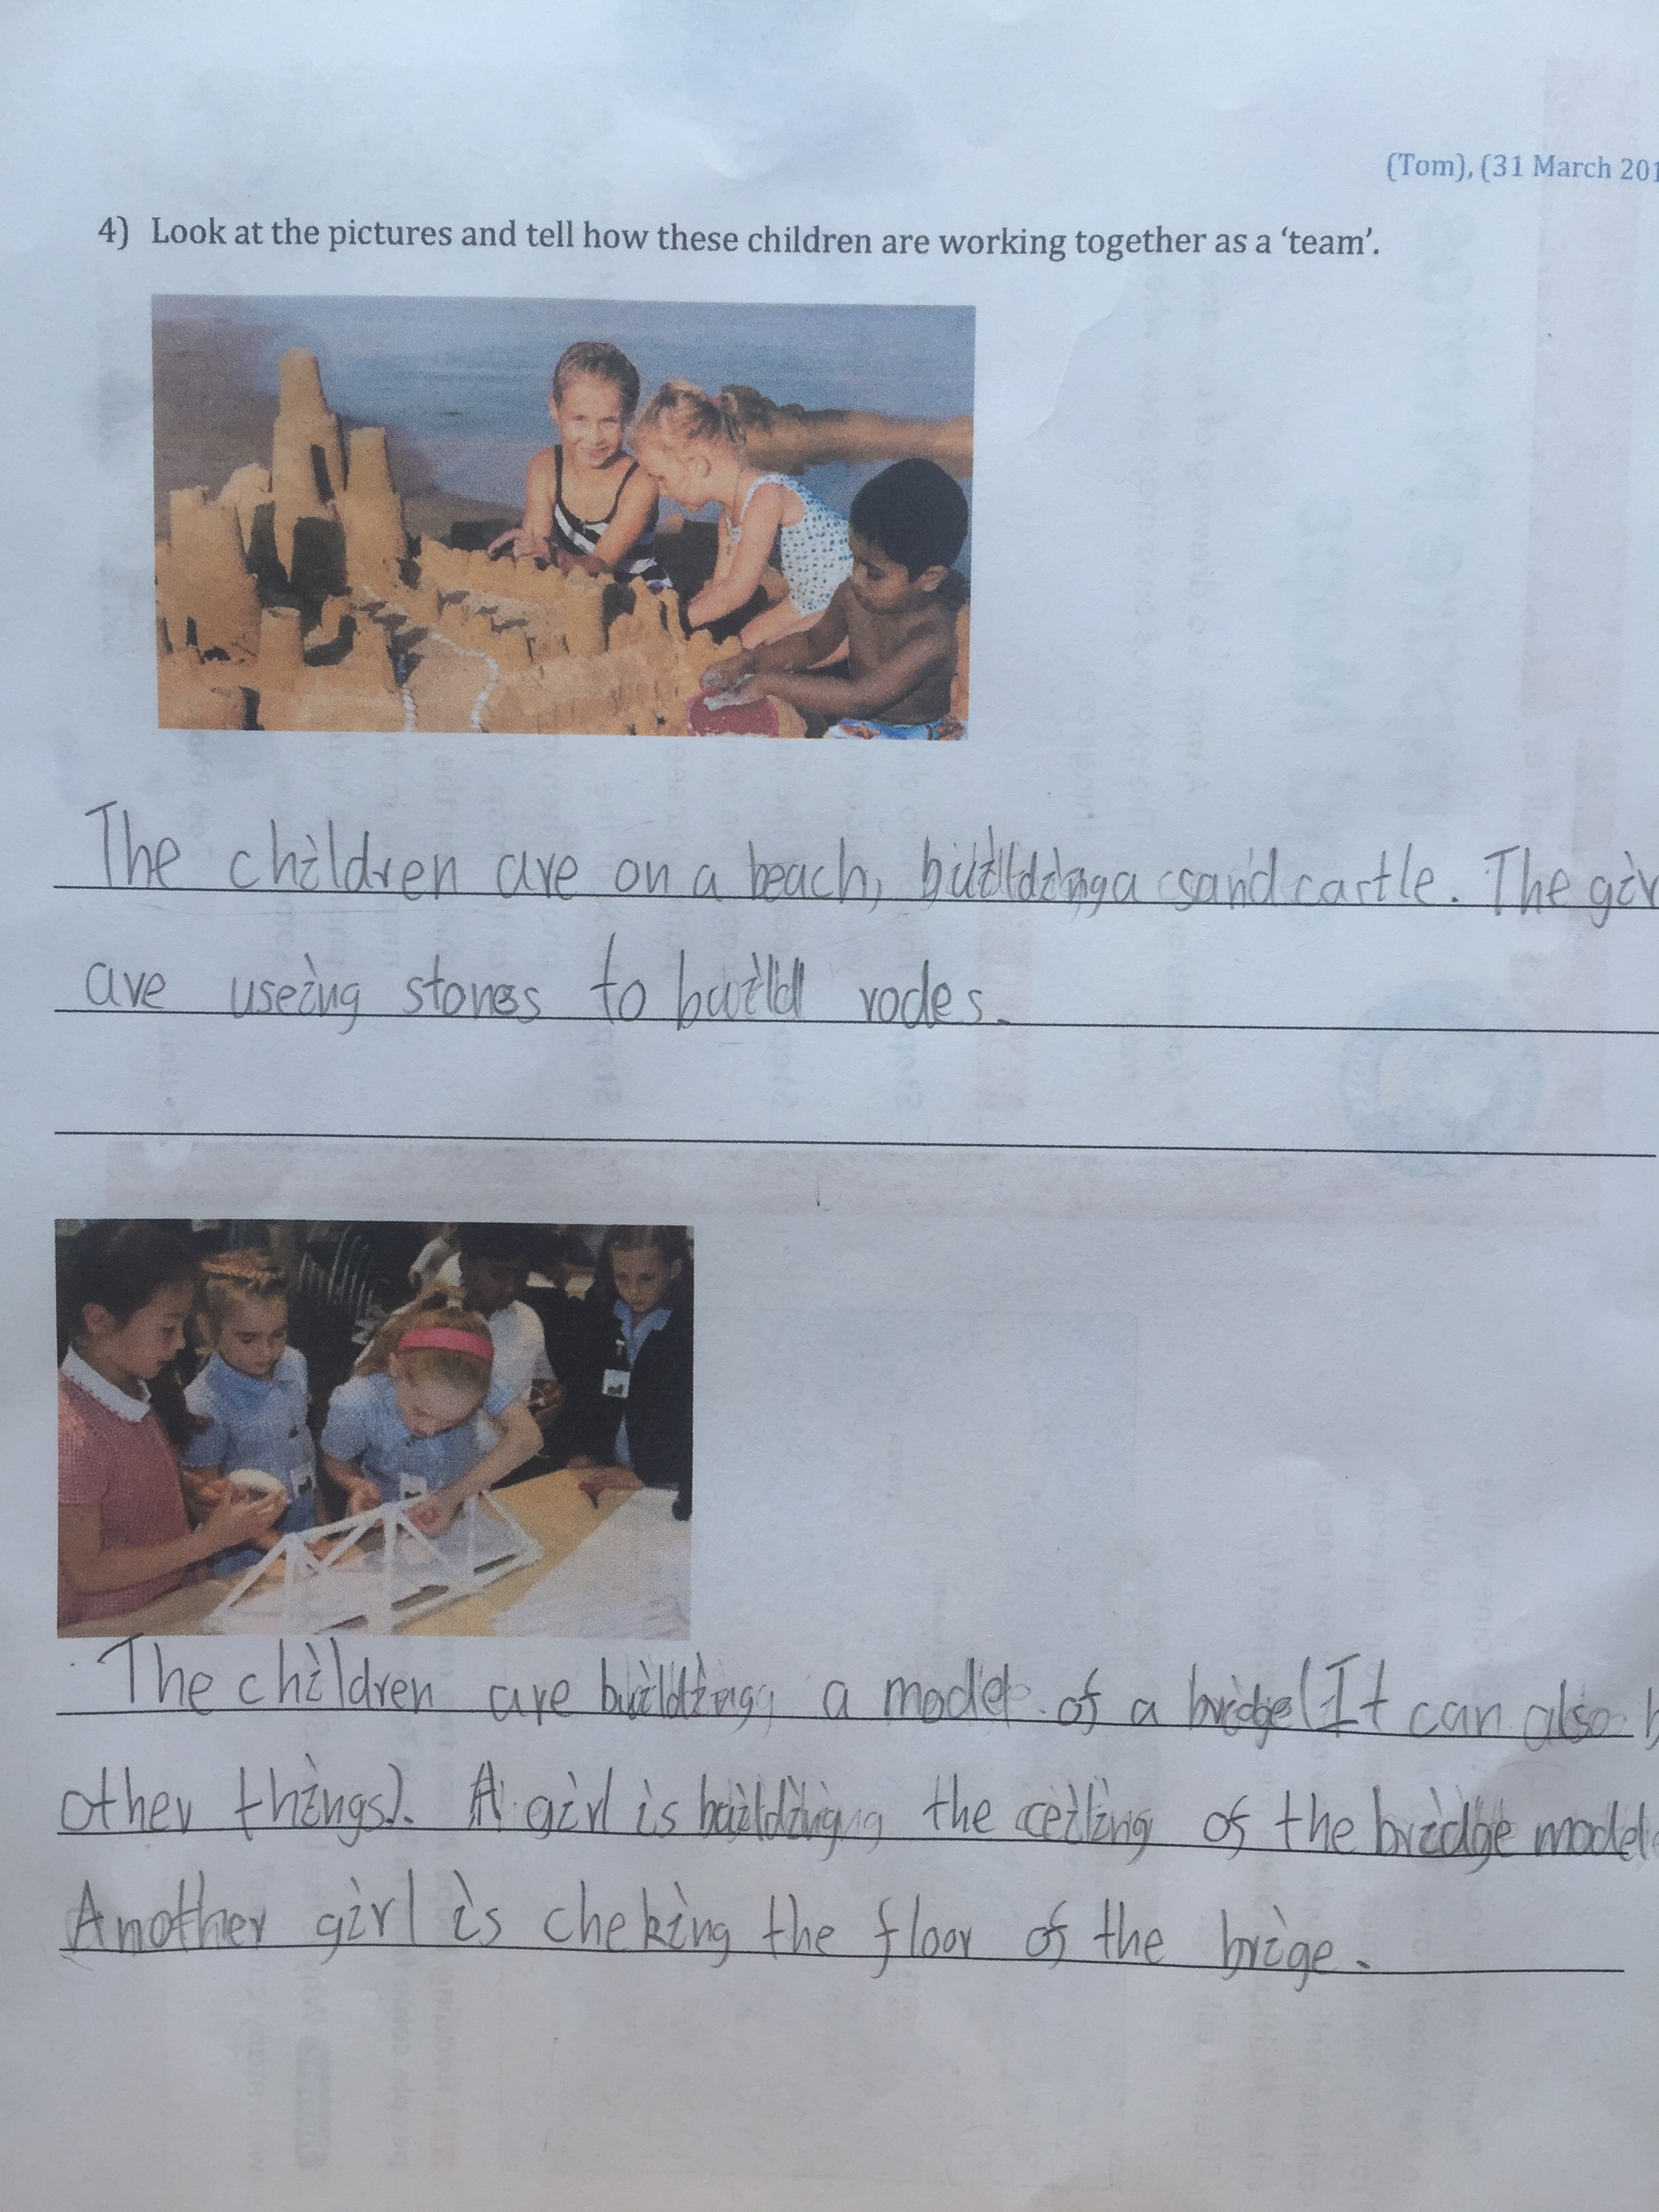 (Tom), (31 March 201
4) Look at the pictures and tell how these children are working together as a ‘team’.
The children are on a beach, building a sand castle. The gir
are useing stones to build rodes.
The children are building a model of a bridge (It can also b
other things). A girl is building the ceiling of the bridge model
Another girl is cheking the floor of the brige.